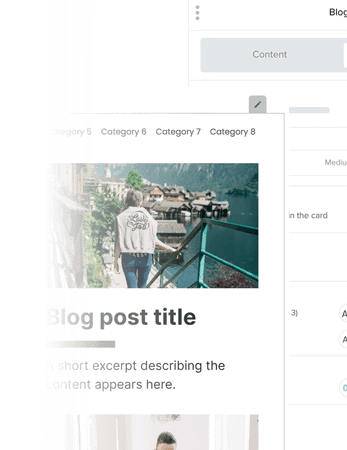 Blog
Content
Category 5 Category 6 Category 7 Category 8
Mediu
in the card
Blog post title
3)
A short excerpt describing the
content appears here.